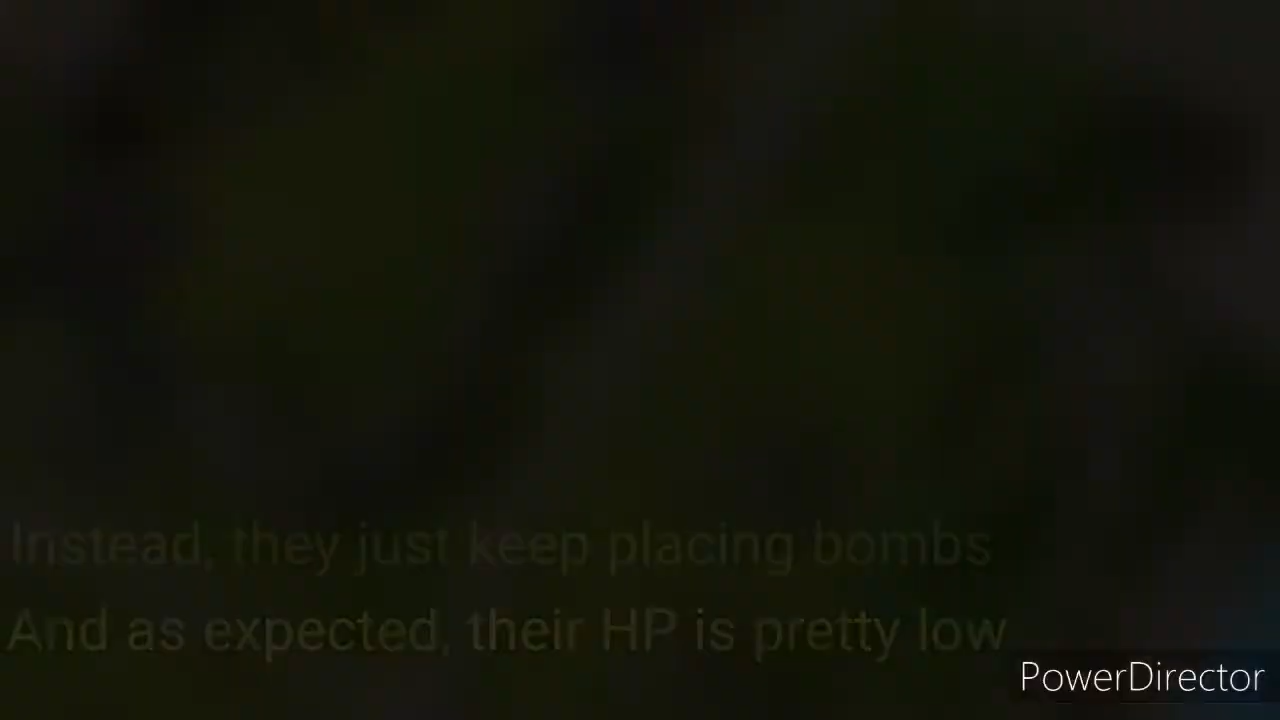 Instead, they just keep placing bombs
And as expected, their HP is pretty low
PowerDirector